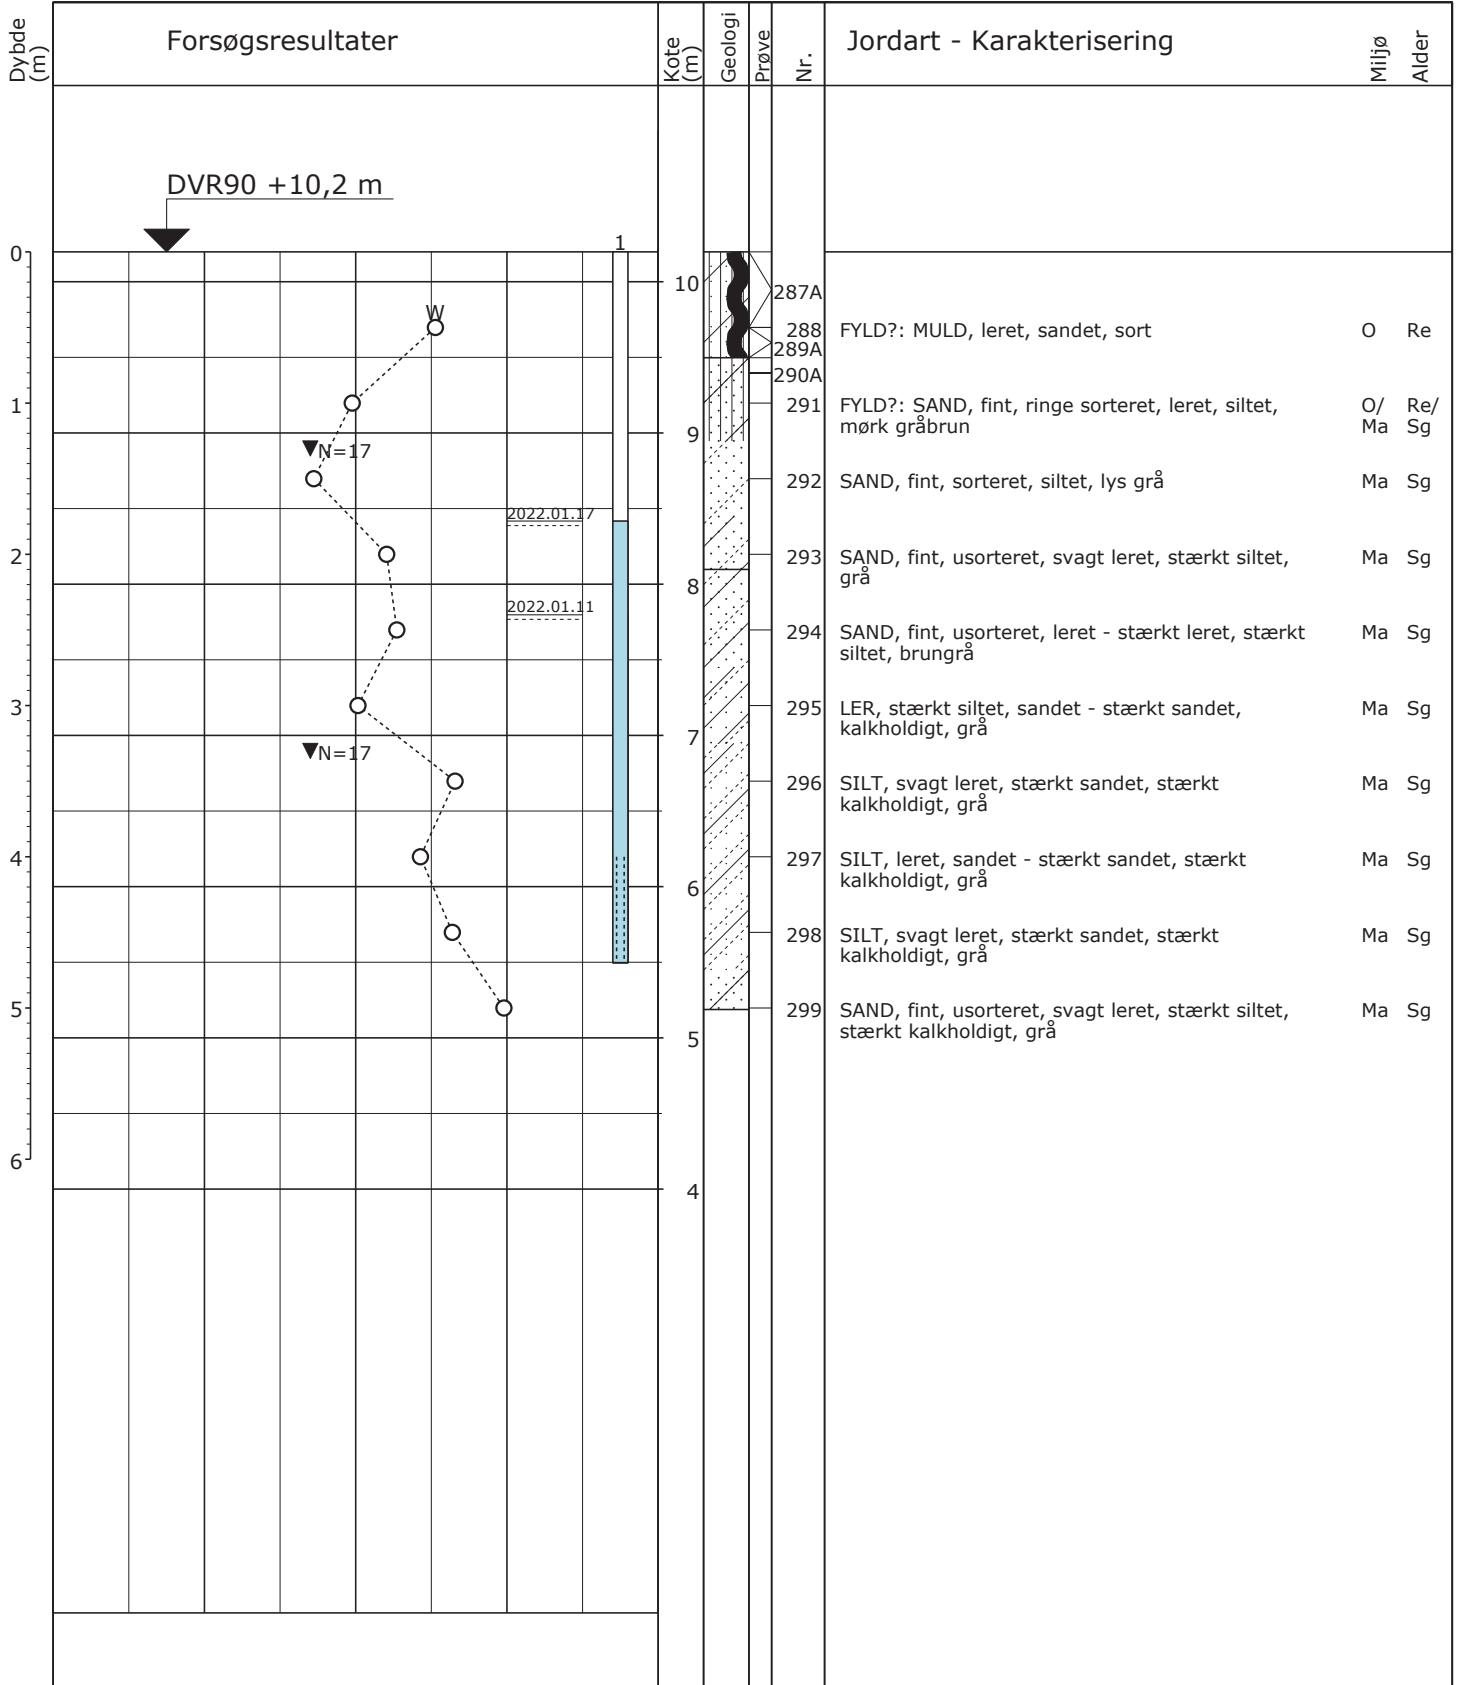 Dybde
(m)
Forsøgsresultater
Kote
(m)
Geologi
Prøve
Nr.
Jordart - Karakterisering
Miljø
Alder
DVR90 +10,2 m
0
1
10
287A
W
288 FYLD?: MULD, leret, sandet, sort O Re
289A
290A
1
291 FYLD?: SAND, fint, ringe sorteret, leret, siltet, O/ Re/
mørk gråbrun Ma Sg
9
N=17
292 SAND, fint, sorteret, siltet, lys grå Ma Sg
2022.01.17
2
293 SAND, fint, usorteret, svagt leret, stærkt siltet, Ma Sg
grå
8
2022.01.11
294 SAND, fint, usorteret, leret - stærkt leret, stærkt Ma Sg
siltet, brungrå
3
295 LER, stærkt siltet, sandet - stærkt sandet, Ma Sg
kalkholdigt, grå
7
N=17
296 SILT, svagt leret, stærkt sandet, stærkt Ma Sg
kalkholdigt, grå
4
297 SILT, leret, sandet - stærkt sandet, stærkt Ma Sg
kalkholdigt, grå
6
298 SILT, svagt leret, stærkt sandet, stærkt Ma Sg
kalkholdigt, grå
5
299 SAND, fint, usorteret, svagt leret, stærkt siltet, Ma Sg
stærkt kalkholdigt, grå
5
6
4